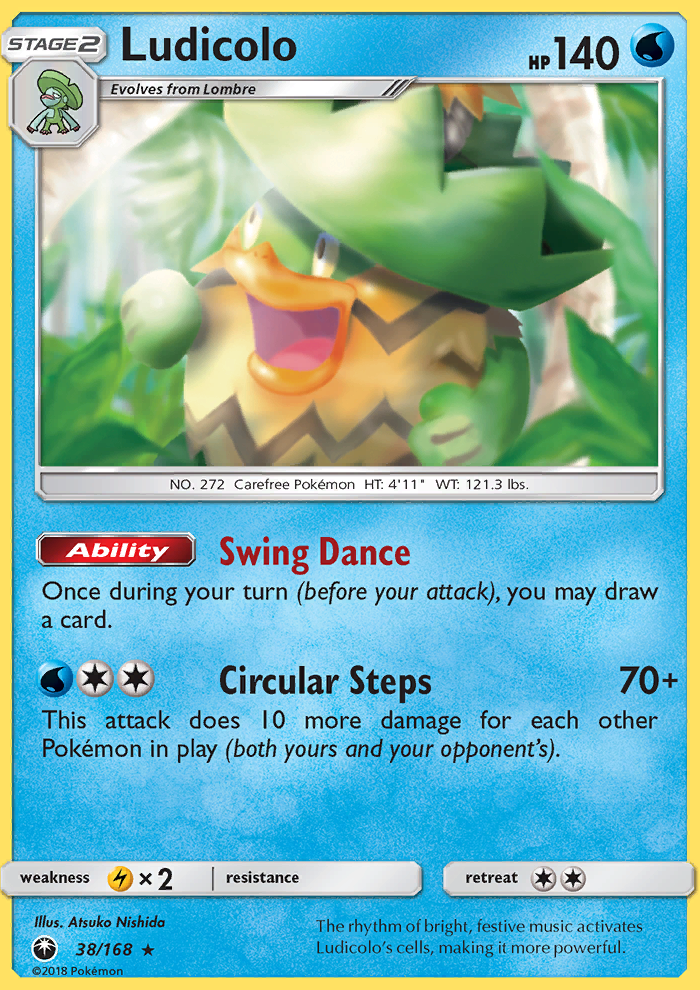 STAGE 2
Ludicolo
HP 140
Evolves from Lombre
NO. 272 Carefree Pokémon HT: 4'11" WT: 121.3 lbs.
Ability Swing Dance
Once during your turn (before your attack), you may draw
a card.
Circular Steps 70+
This attack does 10 more damage for each other
Pokémon in play (both yours and your opponent's).
weakness ×2 resistance retreat
Illus. Atsuko Nishida
38/168
©2018 Pokémon
The rhythm of bright, festive music activates
Ludicolo's cells, making it more powerful.